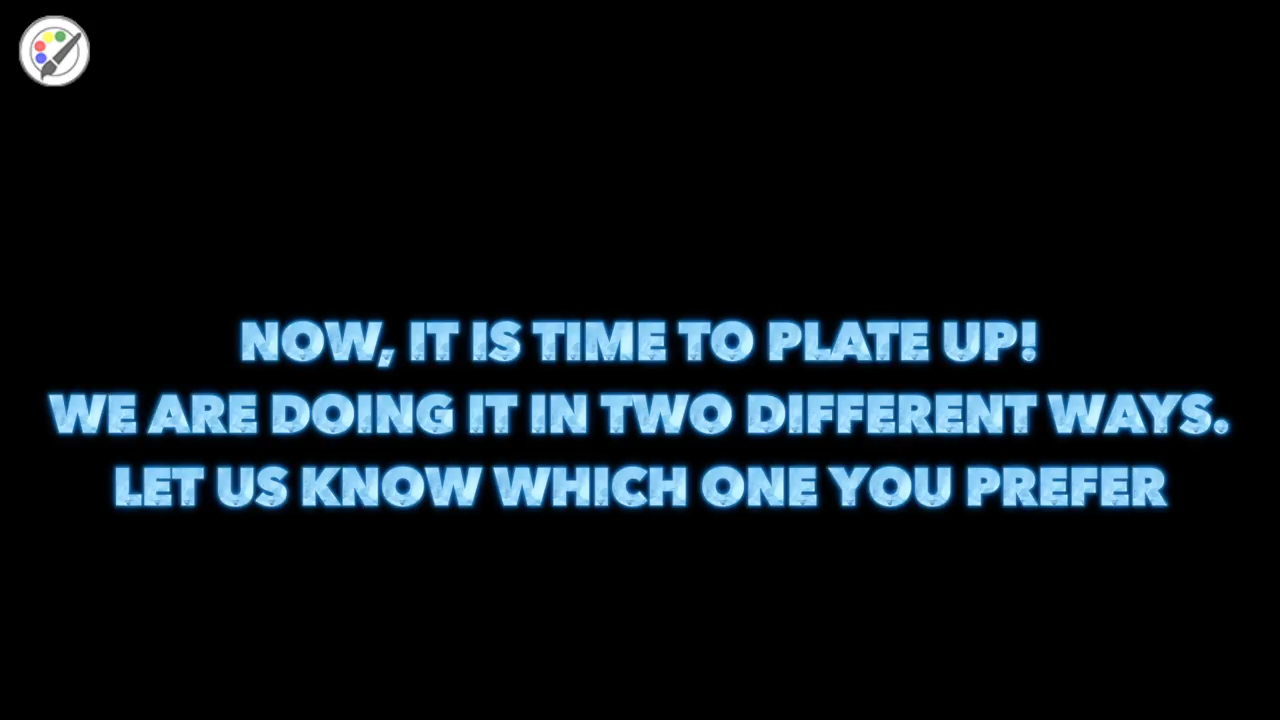 NOW, IT IS TIME TO PLATE UP!
WE ARE DOING IT IN TWO DIFFERENT WAYS.
LET US KNOW WHICH ONE YOU PREFER